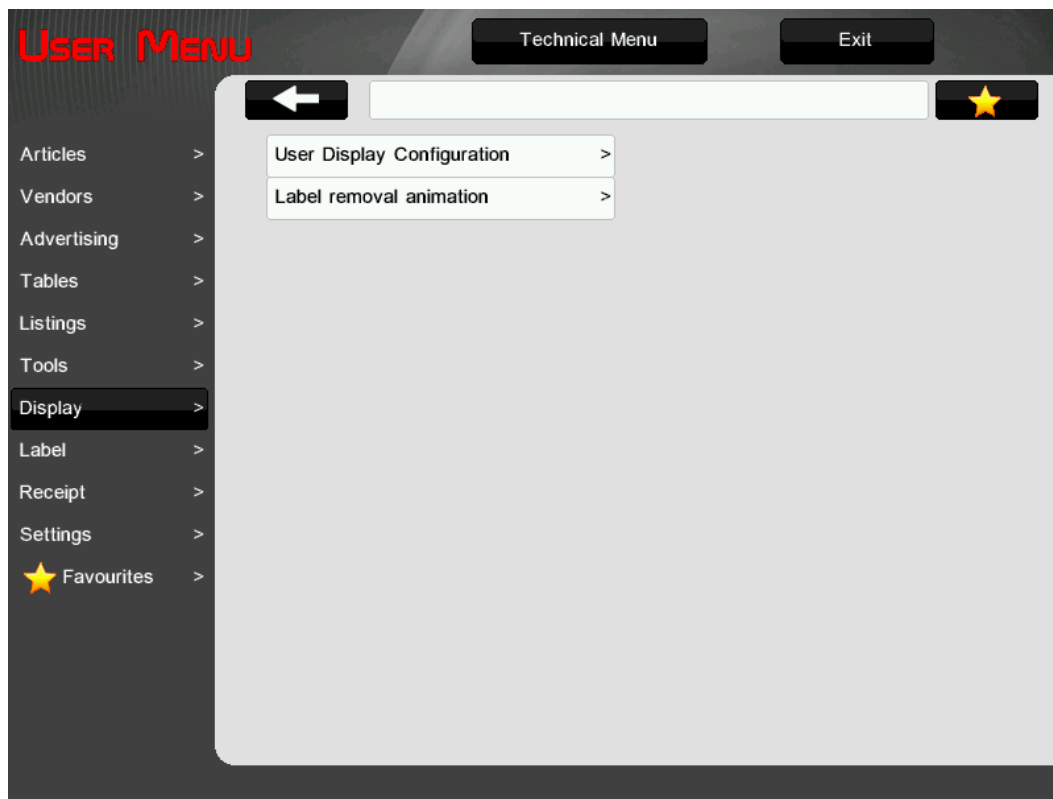 User Menu
Technical Menu
Exit
Articles >
User Display Configuration >
Label removal animation >
Vendors >
Advertising >
Tables >
Listings >
Tools >
Display >
Label >
Receipt >
Settings >
Favourites >